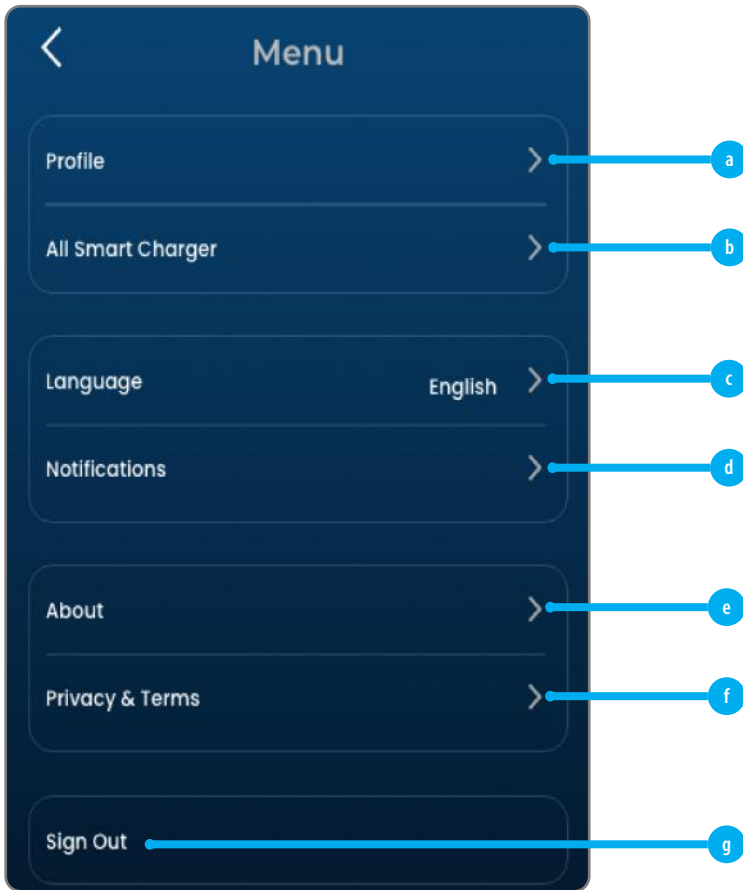 Menu
Profile
a
All Smart Charger
b
Language English
c
Notifications
d
About
e
Privacy & Terms
f
Sign Out
g